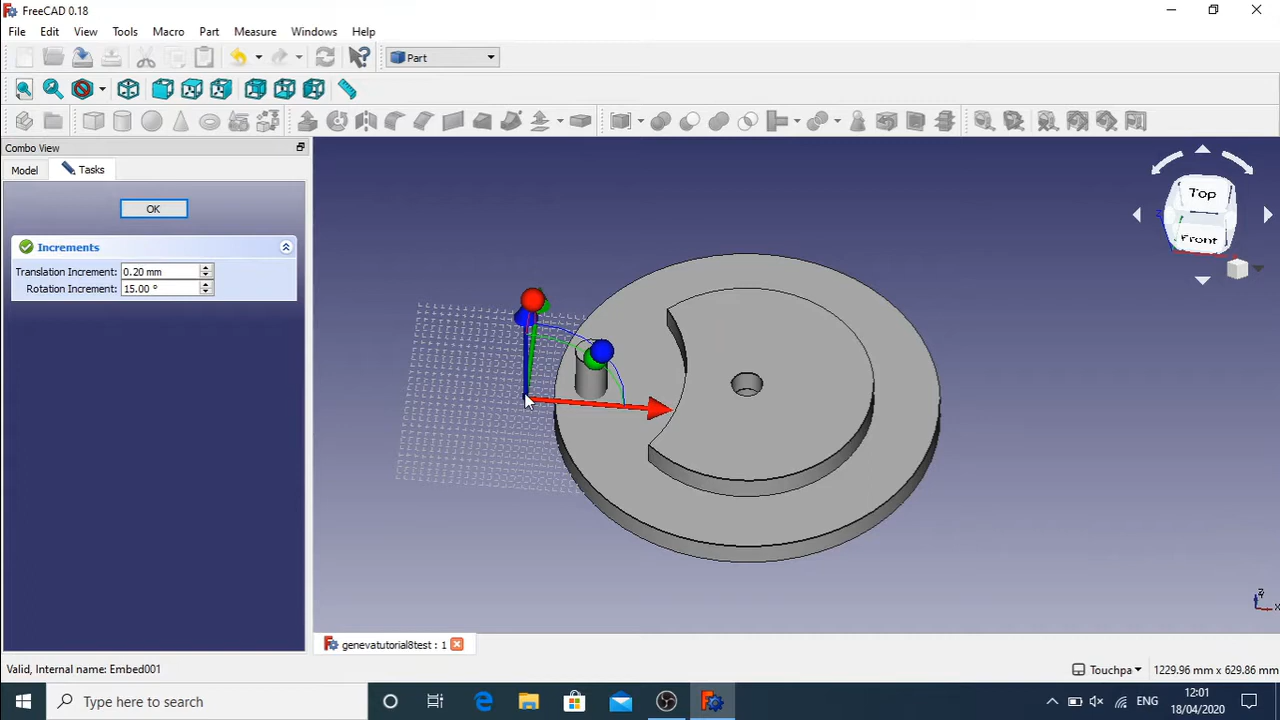 FreeCAD 0.18
File Edit View Tools Macro Part Measure Windows Help
Part
Combo View
Model Tasks
OK
Increments
Translation Increment: 0.20 mm
Rotation Increment: 15.00 °
Top
Front
genevatutorial8test : 1
Valid, Internal name: Embed001
Touchpa
1229.96 mm x 629.86 mm
Type here to search
ENG
12:01
18/04/2020